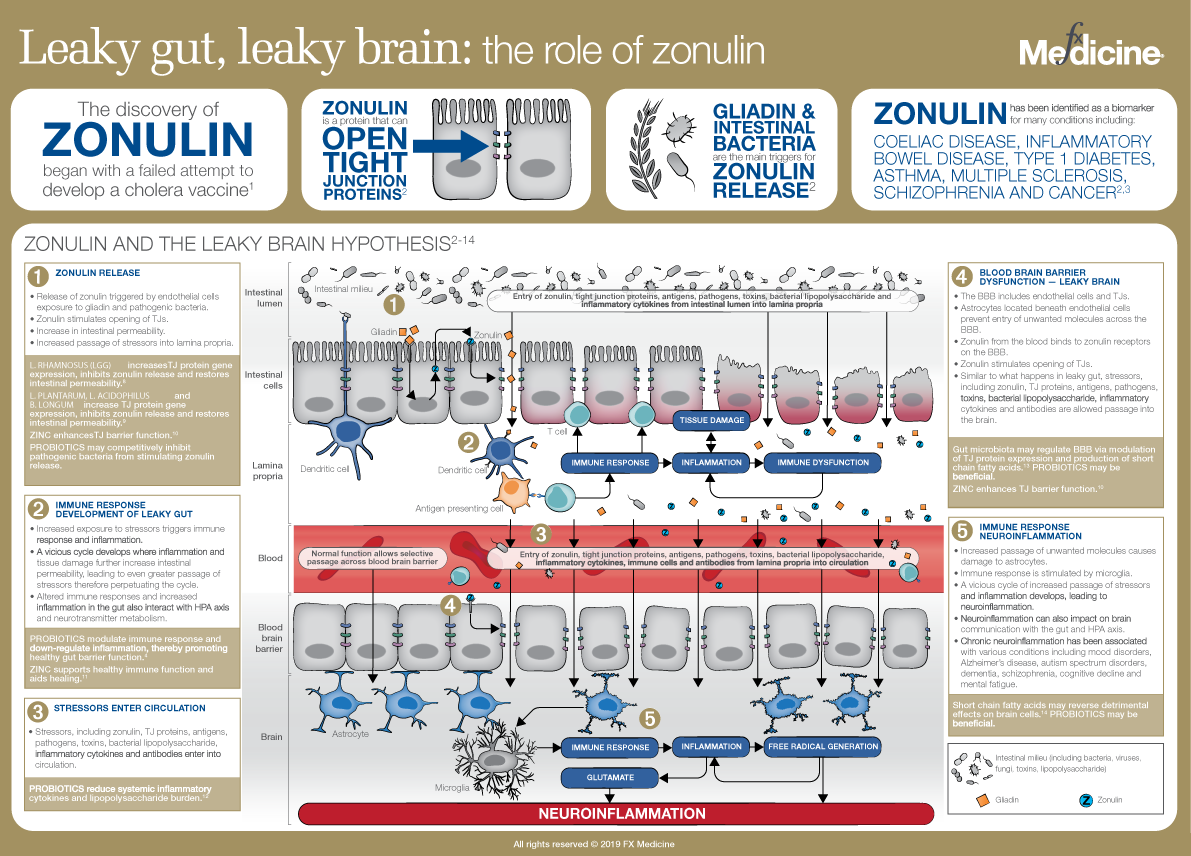 Leaky gut, leaky brain: the role of zonulin
fx Medicine
The discovery of
ZONULIN
began with a failed attempt to
develop a cholera vaccine1
ZONULIN
is a protein that can
OPEN
TIGHT
JUNCTION
PROTEINS2
GLIADIN &
INTESTINAL
BACTERIA
are the main triggers for
ZONULIN
RELEASE2
ZONULIN has been identified as a biomarker
for many conditions including:
COELIAC DISEASE, INFLAMMATORY
BOWEL DISEASE, TYPE 1 DIABETES,
ASTHMA, MULTIPLE SCLEROSIS,
SCHIZOPHRENIA AND CANCER2,3
ZONULIN AND THE LEAKY BRAIN HYPOTHESIS2-14
1 ZONULIN RELEASE
• Release of zonulin triggered by endothelial cells
exposure to gliadin and pathogenic bacteria.
• Zonulin stimulates opening of TJs.
• Increase in intestinal permeability.
• Increased passage of stressors into lamina propria.
L. RHAMNOSUS (LGG) increasesTJ protein gene
expression, inhibits zonulin release and restores
intestinal permeability.8
L. PLANTARUM, L. ACIDOPHILUS and
B. LONGUM increase TJ protein gene
expression, inhibits zonulin release and restores
intestinal permeability.9
ZINC enhancesTJ barrier function.10
PROBIOTICS may competitively inhibit
pathogenic bacteria from stimulating zonulin
release.
2 IMMUNE RESPONSE
DEVELOPMENT OF LEAKY GUT
• Increased exposure to stressors triggers immune
response and inflammation.
• A vicious cycle develops where inflammation and
tissue damage further increase intestinal
permeability, leading to even greater passage of
stressors therefore perpetuating the cycle.
• Altered immune responses and increased
inflammation in the gut also interact with HPA axis
and neurotransmitter metabolism.
PROBIOTICS modulate immune response and
down-regulate inflammation, thereby promoting
healthy gut barrier function.4
ZINC supports healthy immune function and
aids healing.11
3 STRESSORS ENTER CIRCULATION
• Stressors, including zonulin, TJ proteins, antigens,
pathogens, toxins, bacterial lipopolysaccharide,
inflammatory cytokines and antibodies enter into
circulation.
PROBIOTICS reduce systemic inflammatory
cytokines and lipopolysaccharide burden.12
Intestinal
lumen
Intestinal milieu
1
Entry of zonulin, tight junction proteins, antigens, pathogens, toxins, bacterial lipopolysaccharide and
inflammatory cytokines from intestinal lumen into lamina propria
Gliadin
Zonulin
Z
Intestinal
cells
T cell
TISSUE DAMAGE
2
Lamina
propria
Dendritic cell
Dendritic cell
IMMUNE RESPONSE
INFLAMMATION
IMMUNE DYSFUNCTION
Antigen presenting cell
3
Blood
Normal function allows selective
passage across blood brain barrier
Entry of zonulin, tight junction proteins, antigens, pathogens, toxins, bacterial lipopolysaccharide,
inflammatory cytokines, immune cells and antibodies from lamina propria into circulation
4
Blood
brain
barrier
Brain
Astrocyte
5
Microglia
IMMUNE RESPONSE
INFLAMMATION
FREE RADICAL GENERATION
GLUTAMATE
NEUROINFLAMMATION
4 BLOOD BRAIN BARRIER
DYSFUNCTION — LEAKY BRAIN
• The BBB includes endothelial cells and TJs.
• Astrocytes located beneath endothelial cells
prevent entry of unwanted molecules across the
BBB.
• Zonulin from the blood binds to zonulin receptors
on the BBB.
• Zonulin stimulates opening of TJs.
• Similar to what happens in leaky gut, stressors,
including zonulin, TJ proteins, antigens, pathogens,
toxins, bacterial lipopolysaccharide, inflammatory
cytokines and antibodies are allowed passage into
the brain.
Gut microbiota may regulate BBB via modulation
of TJ protein expression and production of short
chain fatty acids.13 PROBIOTICS may be
beneficial.
ZINC enhances TJ barrier function.10
5 IMMUNE RESPONSE
NEUROINFLAMMATION
• Increased passage of unwanted molecules causes
damage to astrocytes.
• Immune response is stimulated by microglia.
• A vicious cycle of increased passage of stressors
and inflammation develops, leading to
neuroinflammation.
• Neuroinflammation can also impact on brain
communication with the gut and HPA axis.
• Chronic neuroinflammation has been associated
with various conditions including mood disorders,
Alzheimer's disease, autism spectrum disorders,
dementia, schizophrenia, cognitive decline and
mental fatigue.
Short chain fatty acids may reverse detrimental
effects on brain cells.14 PROBIOTICS may be
beneficial.
Intestinal milieu (including bacteria, viruses,
fungi, toxins, lipopolysaccharide)
Gliadin
Z Zonulin
All rights reserved © 2019 FX Medicine